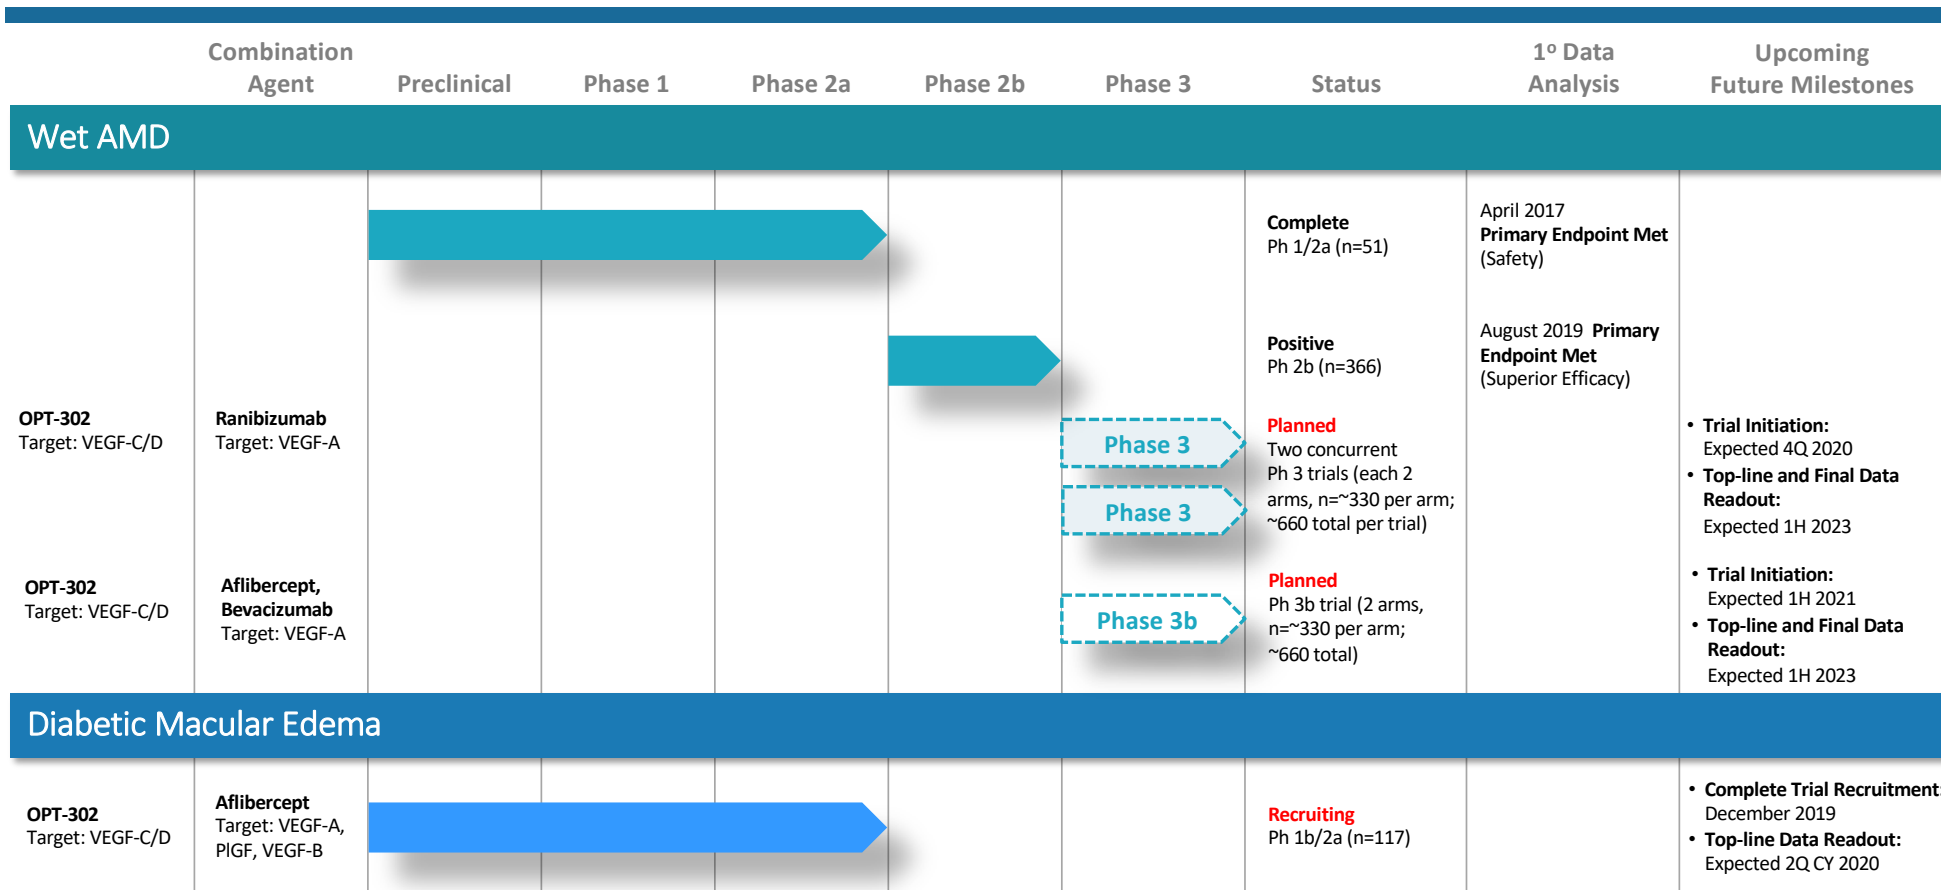 Combination
Agent
Preclinical
Phase 1
Phase 2a
Phase 2b
Phase 3
Status
1º Data
Analysis
Upcoming
Future Milestones
Wet AMD
Complete
Ph 1/2a (n=51)
April 2017
Primary Endpoint Met
(Safety)
Positive
Ph 2b (n=366)
August 2019 Primary
Endpoint Met
(Superior Efficacy)
OPT-302
Target: VEGF-C/D
Ranibizumab
Target: VEGF-A
Phase 3
Phase 3
Planned
Two concurrent
Ph 3 trials (each 2
arms, n=~330 per arm;
~660 total per trial)
• Trial Initiation:
Expected 4Q 2020
• Top-line and Final Data
Readout:
Expected 1H 2023
OPT-302
Target: VEGF-C/D
Aflibercept,
Bevacizumab
Target: VEGF-A
Phase 3b
Planned
Ph 3b trial (2 arms,
n=~330 per arm;
~660 total)
• Trial Initiation:
Expected 1H 2021
• Top-line and Final Data
Readout:
Expected 1H 2023
Diabetic Macular Edema
OPT-302
Target: VEGF-C/D
Aflibercept
Target: VEGF-A,
PlGF, VEGF-B
Recruiting
Ph 1b/2a (n=117)
• Complete Trial Recruitment:
December 2019
• Top-line Data Readout:
Expected 2Q CY 2020